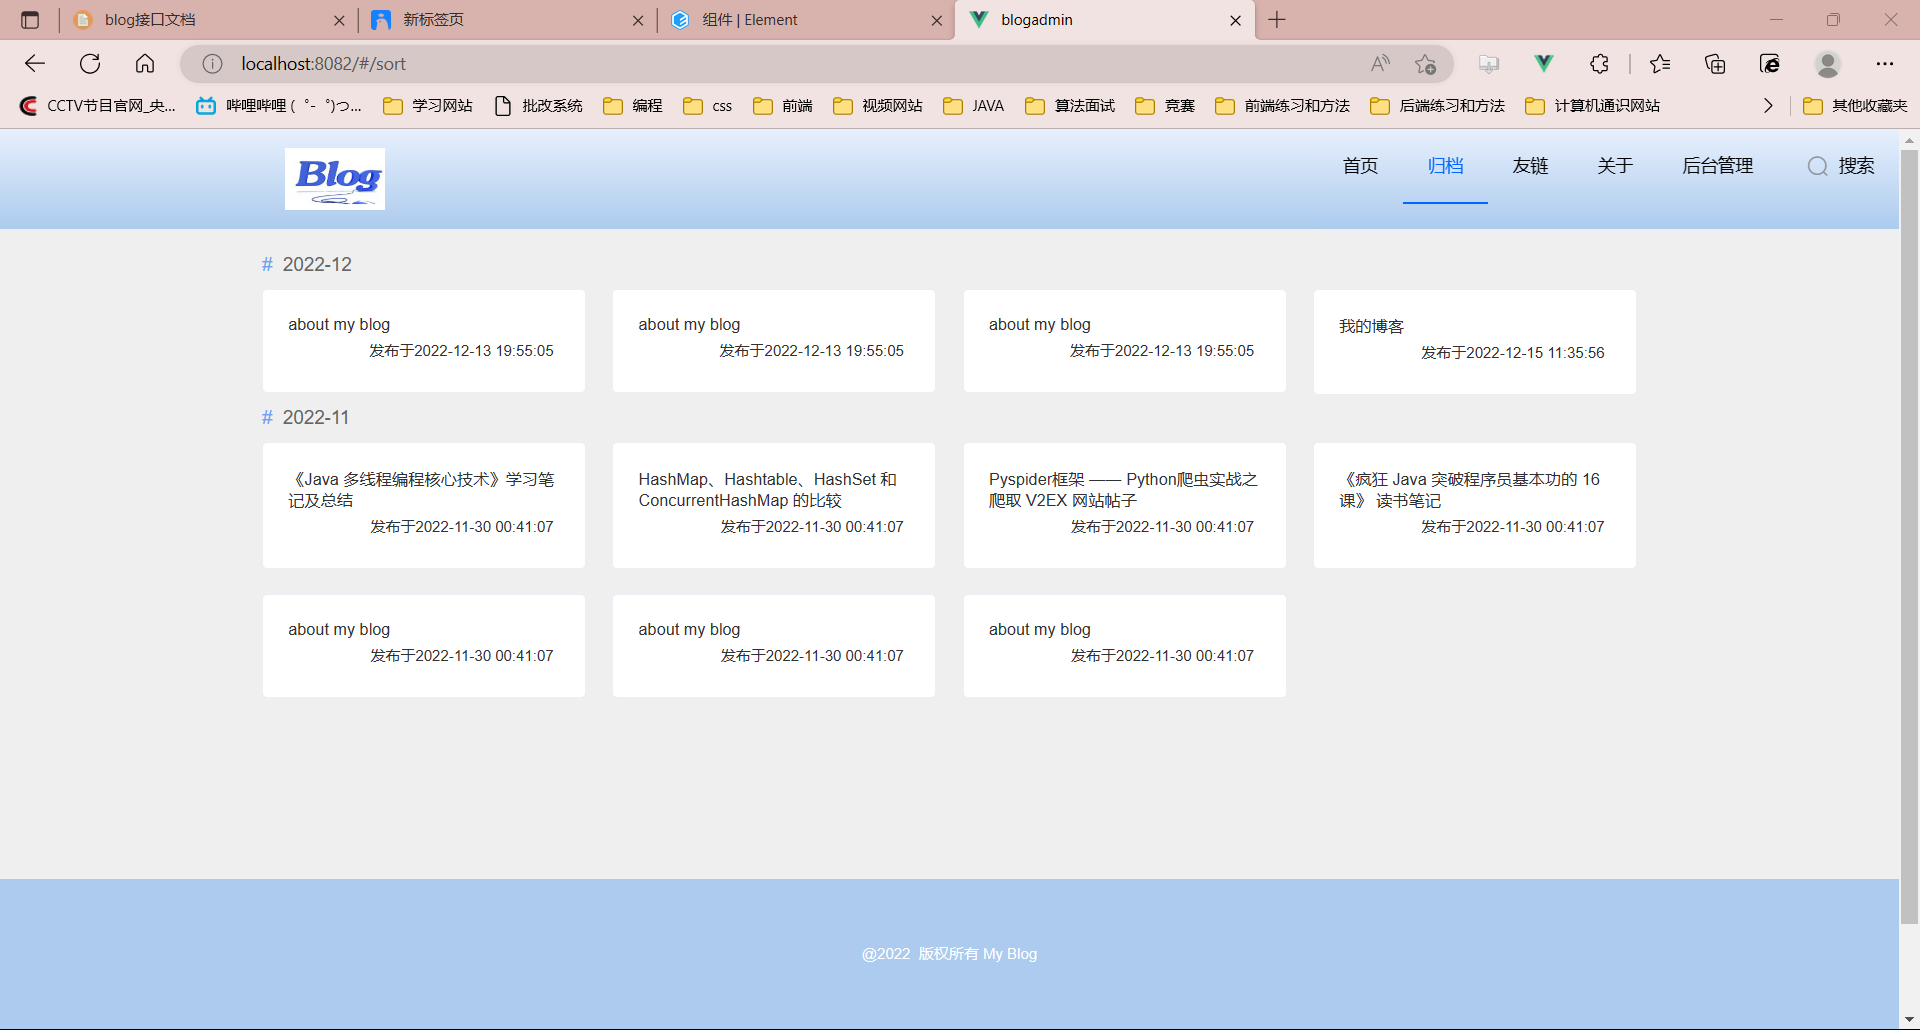 blog接口文档
新标签页
组件 | Element
blogadmin
localhost:8082/#/sort
CCTV节目官网_央...
哔哩哔哩 (゜-゜)つ...
学习网站
批改系统
编程
css
前端
视频网站
JAVA
算法面试
竞赛
前端练习和方法
后端练习和方法
计算机通识网站
其他收藏夹
Blog
首页
归档
友链
关于
后台管理
搜索
# 2022-12
about my blog
发布于2022-12-13 19:55:05
about my blog
发布于2022-12-13 19:55:05
about my blog
发布于2022-12-13 19:55:05
我的博客
发布于2022-12-15 11:35:56
# 2022-11
《Java 多线程编程核心技术》学习笔
记及总结
发布于2022-11-30 00:41:07
HashMap、Hashtable、HashSet 和
ConcurrentHashMap 的比较
发布于2022-11-30 00:41:07
Pyspider框架 —— Python爬虫实战之
爬取 V2EX 网站帖子
发布于2022-11-30 00:41:07
《疯狂 Java 突破程序员基本功的 16
课》 读书笔记
发布于2022-11-30 00:41:07
about my blog
发布于2022-11-30 00:41:07
about my blog
发布于2022-11-30 00:41:07
about my blog
发布于2022-11-30 00:41:07
@2022 版权所有 My Blog